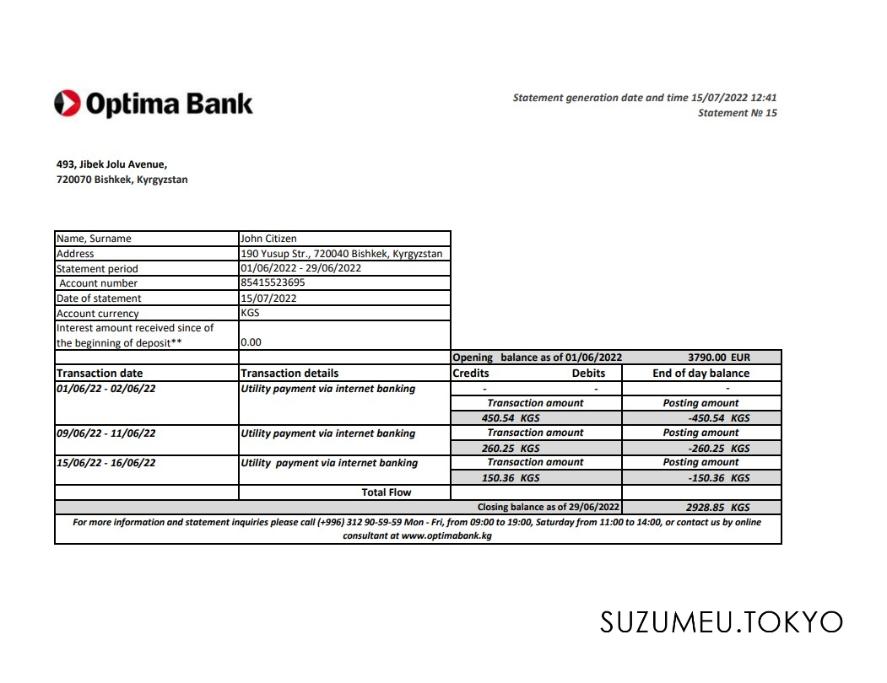 Optima Bank
Statement generation date and time 15/07/2022 12:41
Statement № 15
493, Jibek Jolu Avenue,
720070 Bishkek, Kyrgyzstan
Name, Surname John Citizen
Address 190 Yusup Str., 720040 Bishkek, Kyrgyzstan
Statement period 01/06/2022 - 29/06/2022
Account number 85415523695
Date of statement 15/07/2022
Account currency KGS
Interest amount received since of
the beginning of deposit** 0.00
Opening balance as of 01/06/2022 3790.00 EUR
Transaction date Transaction details Credits Debits End of day balance
01/06/22 - 02/06/22 Utility payment via internet banking - - -
Transaction amount Posting amount
450.54 KGS -450.54 KGS
09/06/22 - 11/06/22 Utility payment via internet banking Transaction amount Posting amount
260.25 KGS -260.25 KGS
15/06/22 - 16/06/22 Utility payment via internet banking Transaction amount Posting amount
150.36 KGS -150.36 KGS
Total Flow
Closing balance as of 29/06/2022 2928.85 KGS
For more information and statement inquiries please call (+996) 312 90-59-59 Mon - Fri, from 09:00 to 19:00, Saturday from 11:00 to 14:00, or contact us by online
consultant at www.optimabank.kg
SUZUMEU.TOKYO